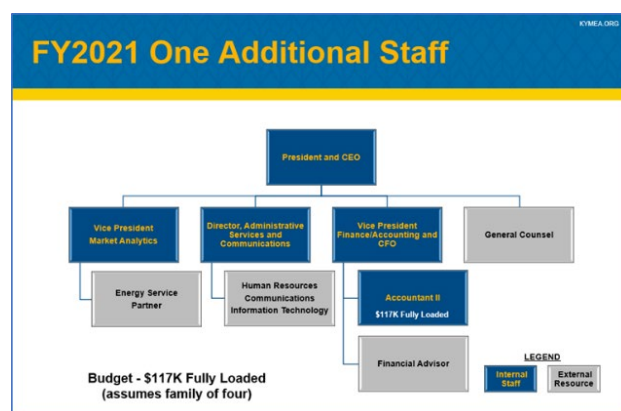 KYMEA.ORG
FY2021 One Additional Staff
President and CEO
Vice President
Market Analytics
Director, Administrative
Services and
Communications
Vice President
Finance/Accounting and
CFO
General Counsel
Energy Service
Partner
Human Resources
Communications
Information Technology
Accountant II
$117K Fully Loaded
Financial Advisor
LEGEND
Internal
Staff
External
Resource
Budget - $117K Fully Loaded
(assumes family of four)